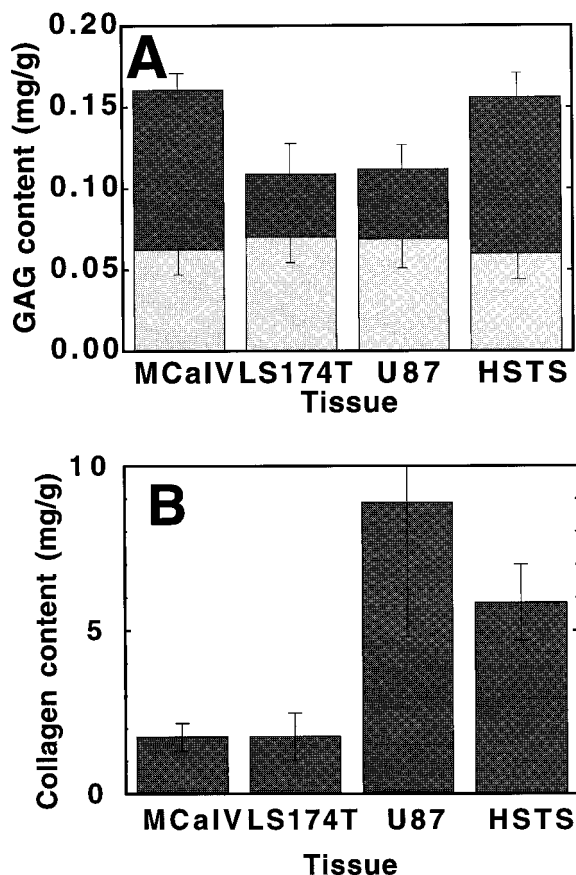 A
GAG content (mg/g)
0.20
0.15
0.10
0.05
0.00
MCaIV LS174T U87 HSTS
Tissue
B
Collagen content (mg/g)
10
5
0
MCaIV LS174T U87 HSTS
Tissue